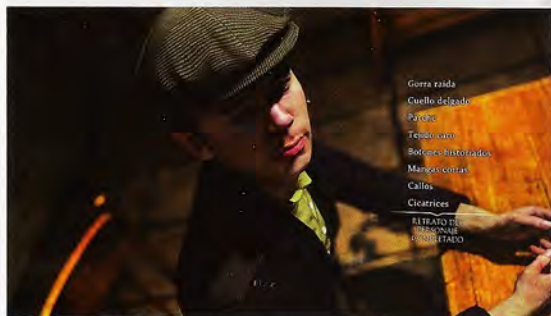 Gorra raída
Cuello delgado
Parche
Tejido caro
Botones historiados
Mangas cortas
Callos
Cicatrices
RETRATO DEL
PERSONAJE
COMPLETADO